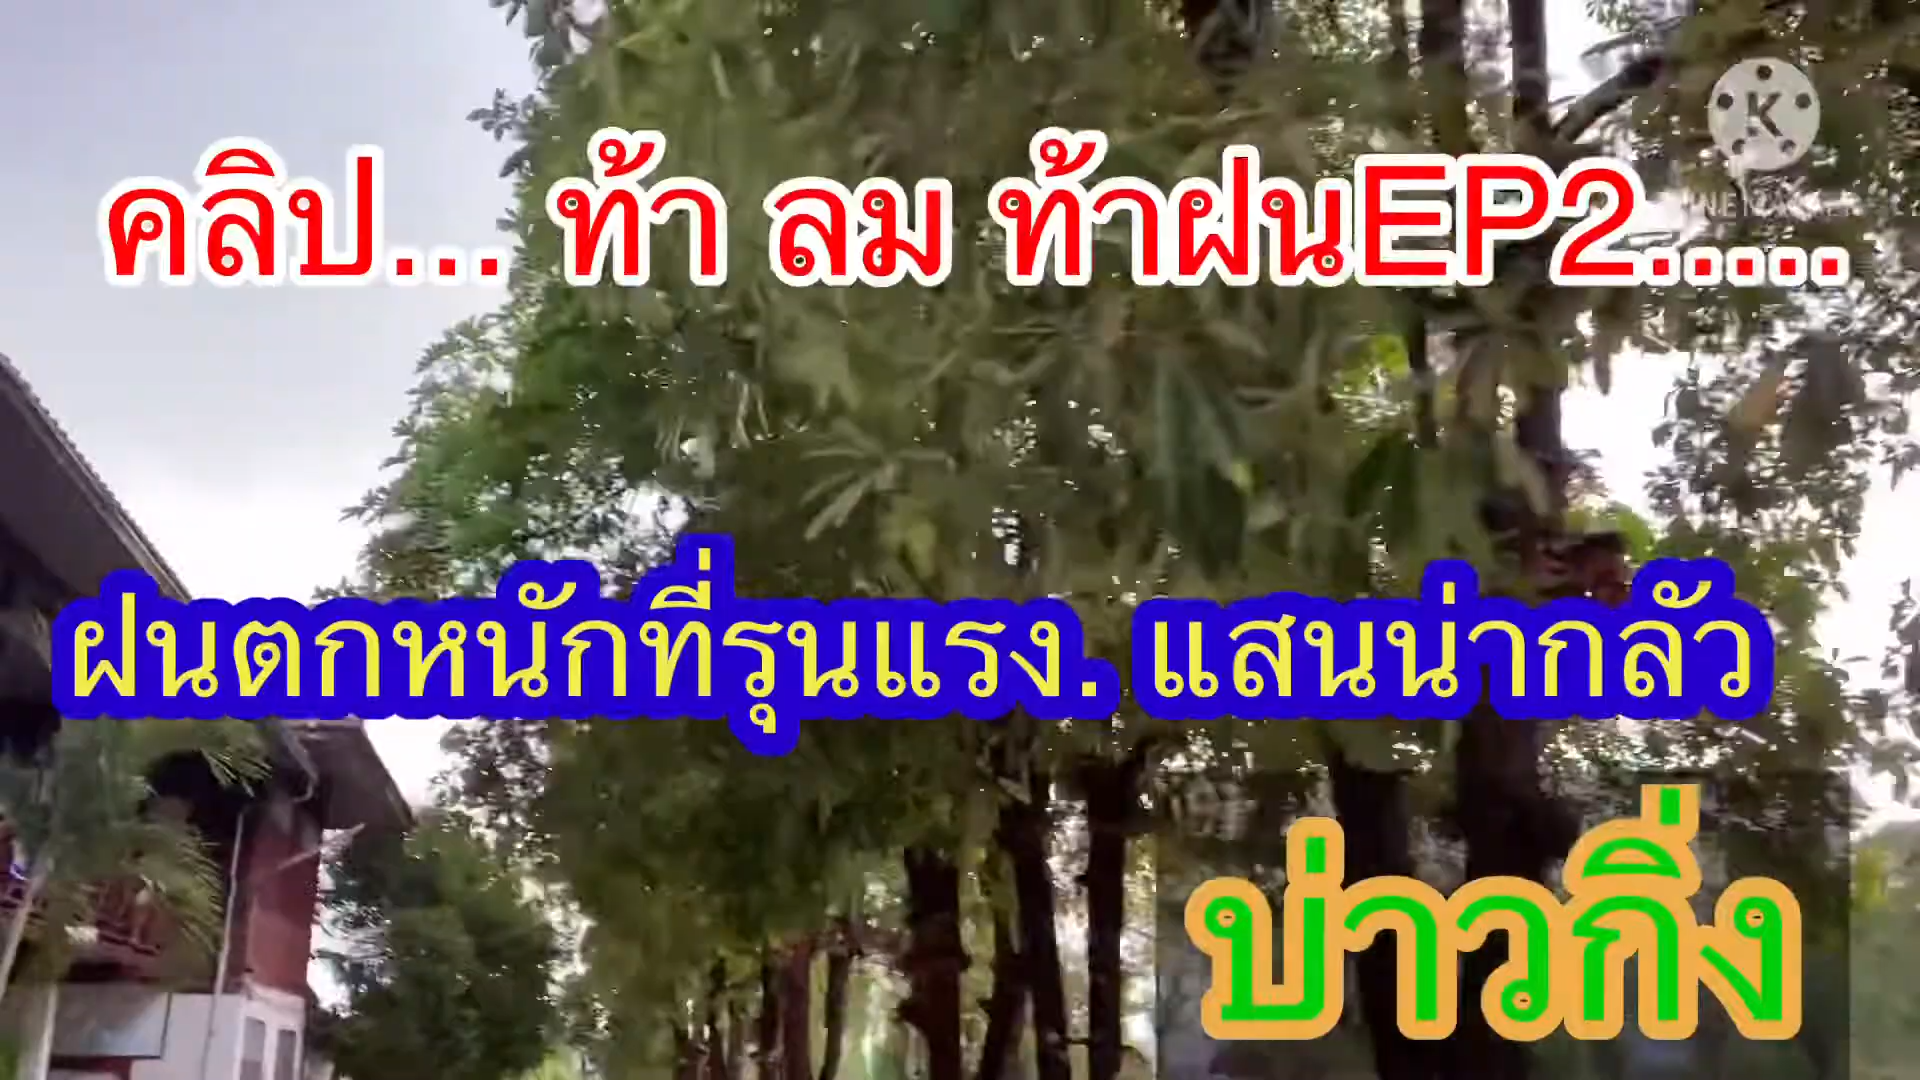 คลิป... ท้า ลม ท้าฝนEP2.....
ฝนตกหนักที่รุนแรง. แสนน่ากลัว
บ่าวกิ่ง